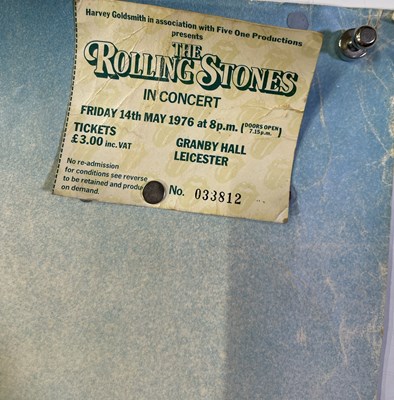 Harvey Goldsmith in association with Five One Productions
presents
THE
ROLLING STONES
IN CONCERT
FRIDAY 14th MAY 1976 at 8 p.m. (DOORS OPEN 7.15 p.m.)
TICKETS
£3.00 inc. VAT
GRANBY HALL
LEICESTER
No re-admission
for conditions see reverse
to be retained and produ
on demand.
No. 033812